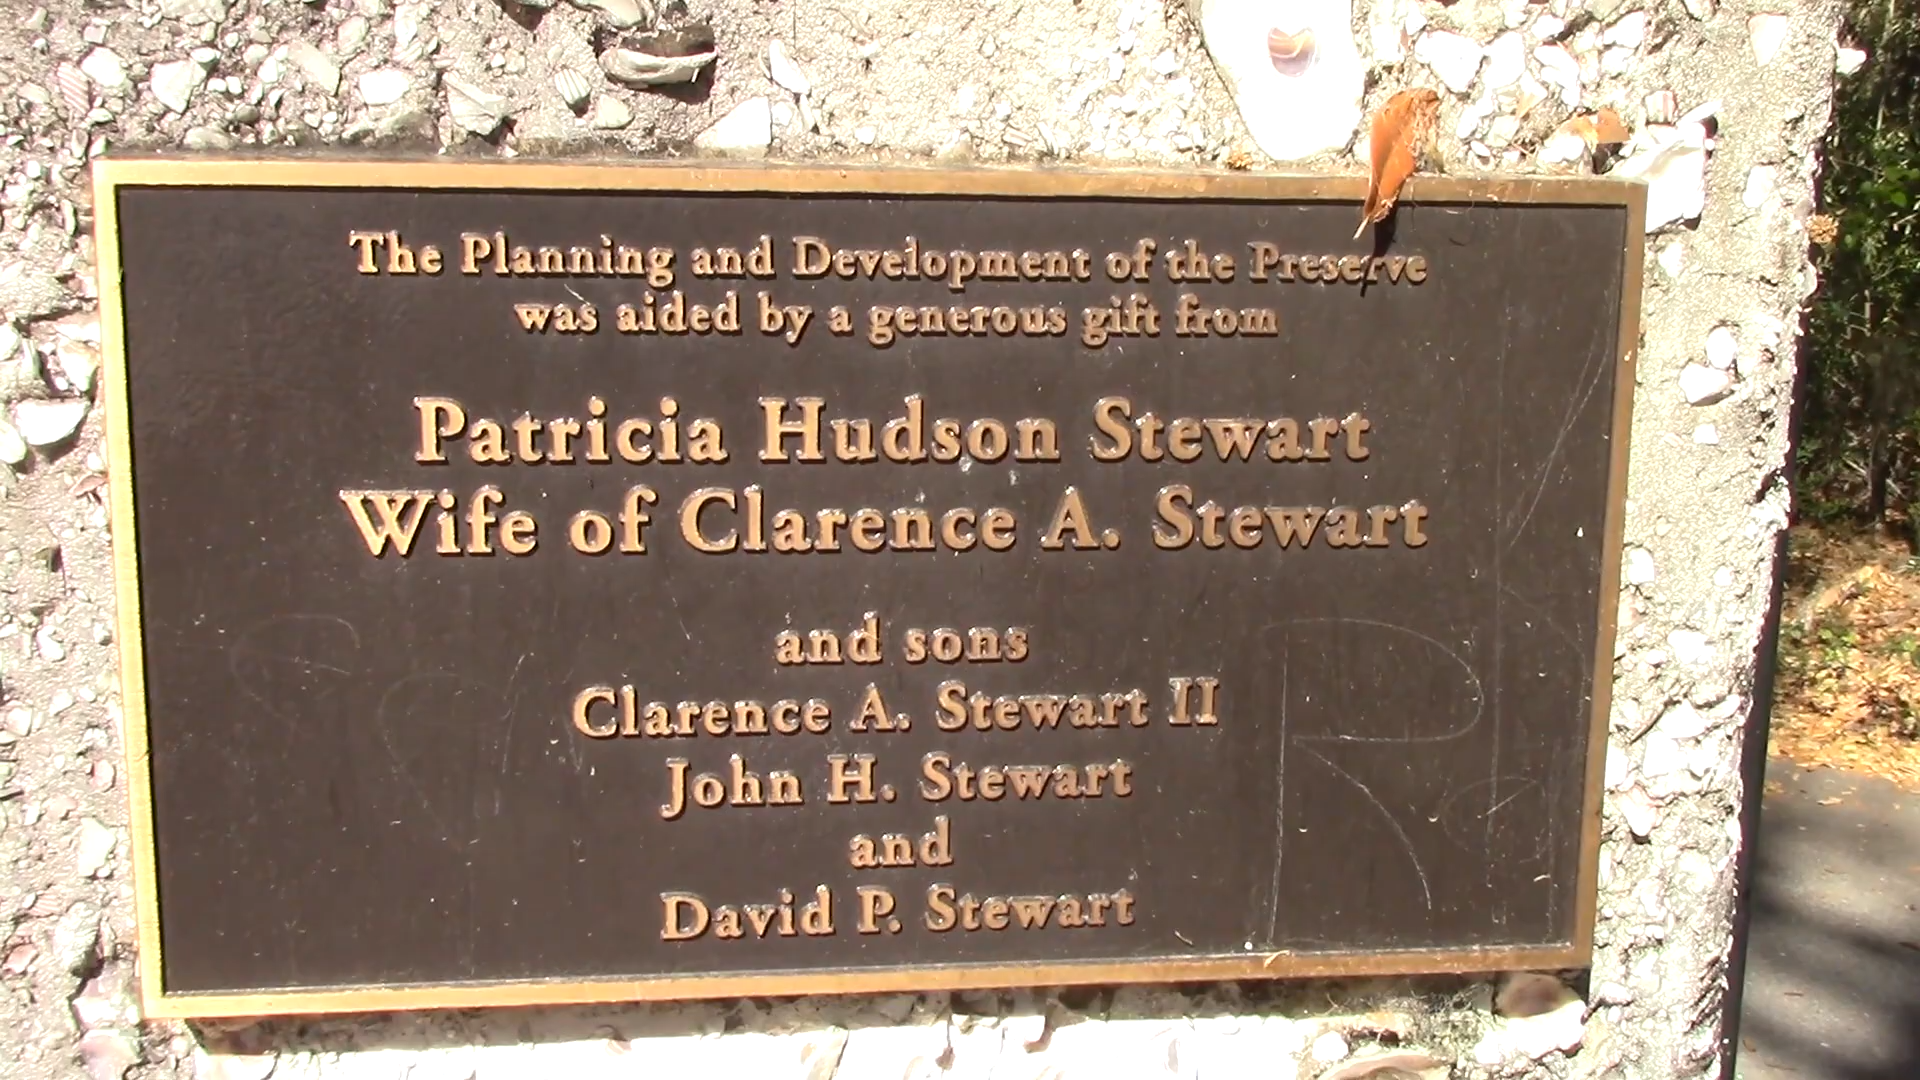 The Planning and Development of the Preserve
was aided by a generous gift from
Patricia Hudson Stewart
Wife of Clarence A. Stewart
and sons
Clarence A. Stewart II
John H. Stewart
and
David P. Stewart